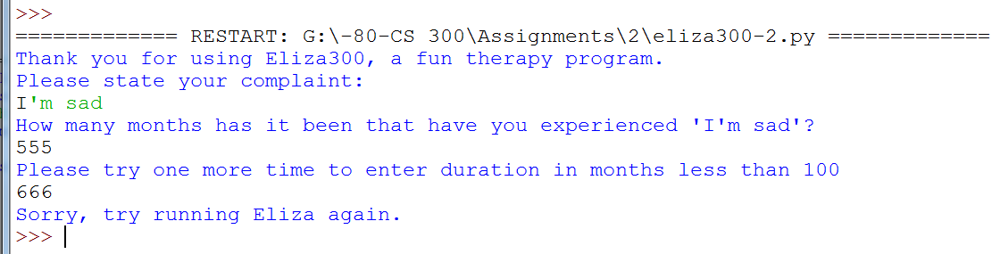 >>>
============= RESTART: G:\-80-CS 300\Assignments\2\eliza300-2.py =============
Thank you for using Eliza300, a fun therapy program.
Please state your complaint:
I'm sad
How many months has it been that have you experienced 'I'm sad'?
555
Please try one more time to enter duration in months less than 100
666
Sorry, try running Eliza again.
>>>